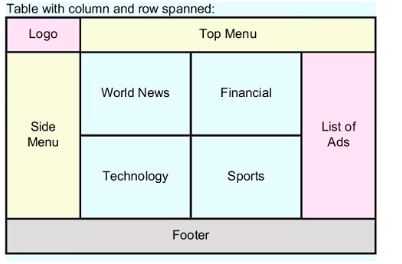 Table with column and row spanned:
Logo
Top Menu
World News
Financial
Side
Menu
List of
Ads
Technology
Sports
Footer